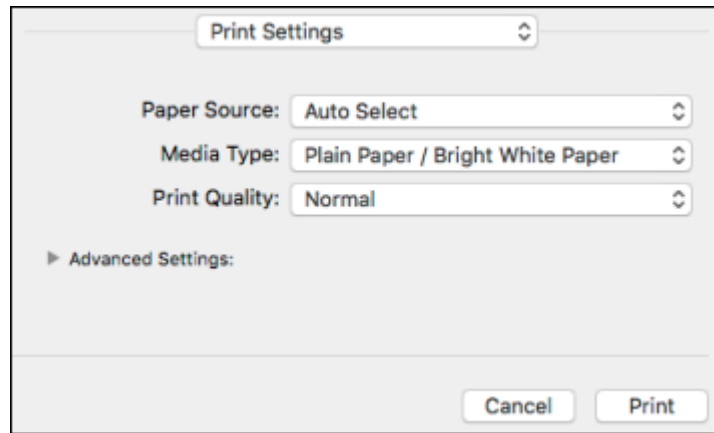 Print Settings
Paper Source: Auto Select
Media Type: Plain Paper / Bright White Paper
Print Quality: Normal
Advanced Settings:
Cancel Print